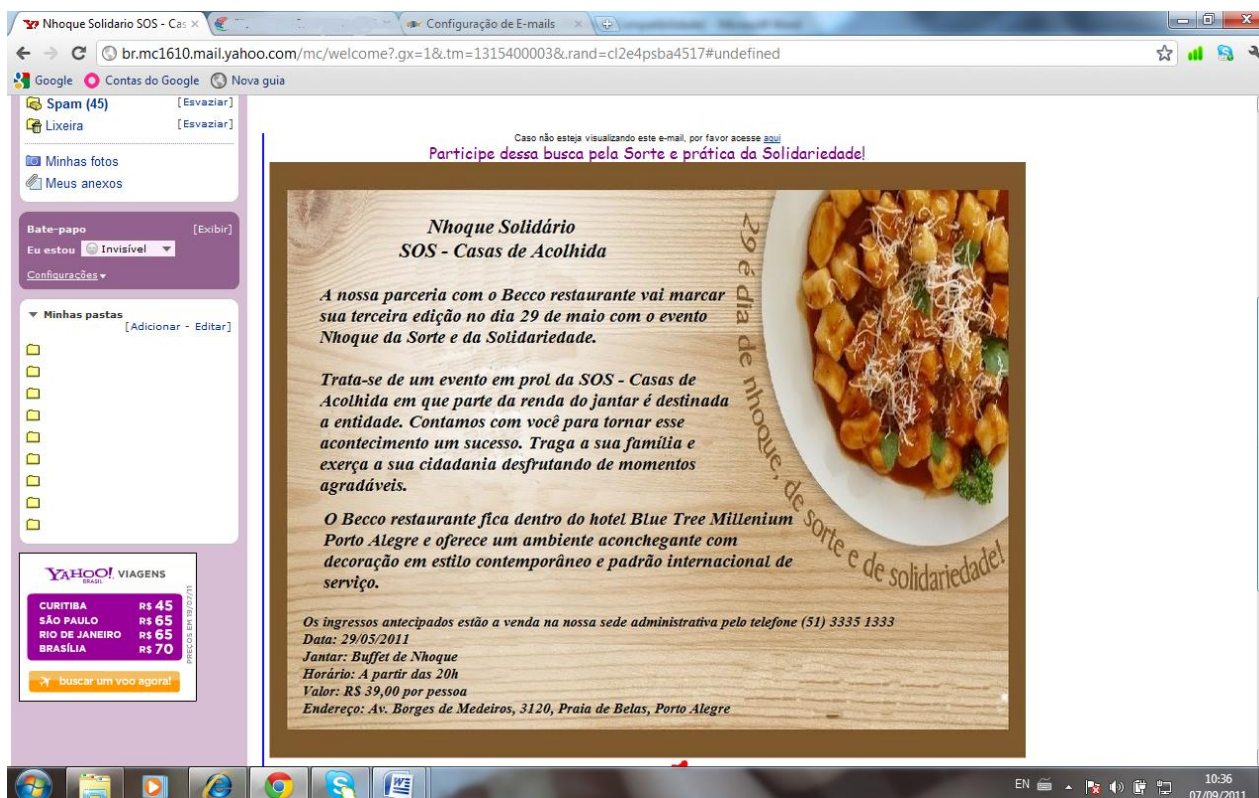 Nhoque Solidario SOS - Cas
Configuração de E-mails
br.mc1610.mail.yahoo.com/mc/welcome?.gx=1&.tm=1315400003&.rand=cl2e4psba4517#undefined
Google Contas do Google Nova guia
Spam (45) [Esvaziar]
Lixeira [Esvaziar]
Minhas fotos
Meus anexos
Bate-papo [Exibir]
Eu estou Invisível
Configurações
Minhas pastas
[Adicionar - Editar]
YAHOO! VIAGENS
BRASIL
CURITIBA R$ 45
SÃO PAULO R$ 65
RIO DE JANEIRO R$ 65
BRASÍLIA R$ 70
PREÇOS EM 19/07/11
buscar um voo agora!
Caso não esteja visualizando este e-mail, por favor acesse aqui
Participe dessa busca pela Sorte e prática da Solidariedade!
Nhoque Solidário
SOS - Casas de Acolhida
A nossa parceria com o Becco restaurante vai marcar
sua terceira edição no dia 29 de maio com o evento
Nhoque da Sorte e da Solidariedade.
Trata-se de um evento em prol da SOS - Casas de
Acolhida em que parte da renda do jantar é destinada
a entidade. Contamos com você para tornar esse
acontecimento um sucesso. Traga a sua família e
exerça a sua cidadania desfrutando de momentos
agradáveis.
O Becco restaurante fica dentro do hotel Blue Tree Millenium
Porto Alegre e oferece um ambiente aconchegante com
decoração em estilo contemporâneo e padrão internacional de
serviço.
29 é dia de nhoque, de sorte e de solidariedade!
Os ingressos antecipados estão a venda na nossa sede administrativa pelo telefone (51) 3335 1333
Data: 29/05/2011
Jantar: Buffet de Nhoque
Horário: A partir das 20h
Valor: R$ 39,00 por pessoa
Endereço: Av. Borges de Medeiros, 3120, Praia de Belas, Porto Alegre
EN
10:36
07/09/2011